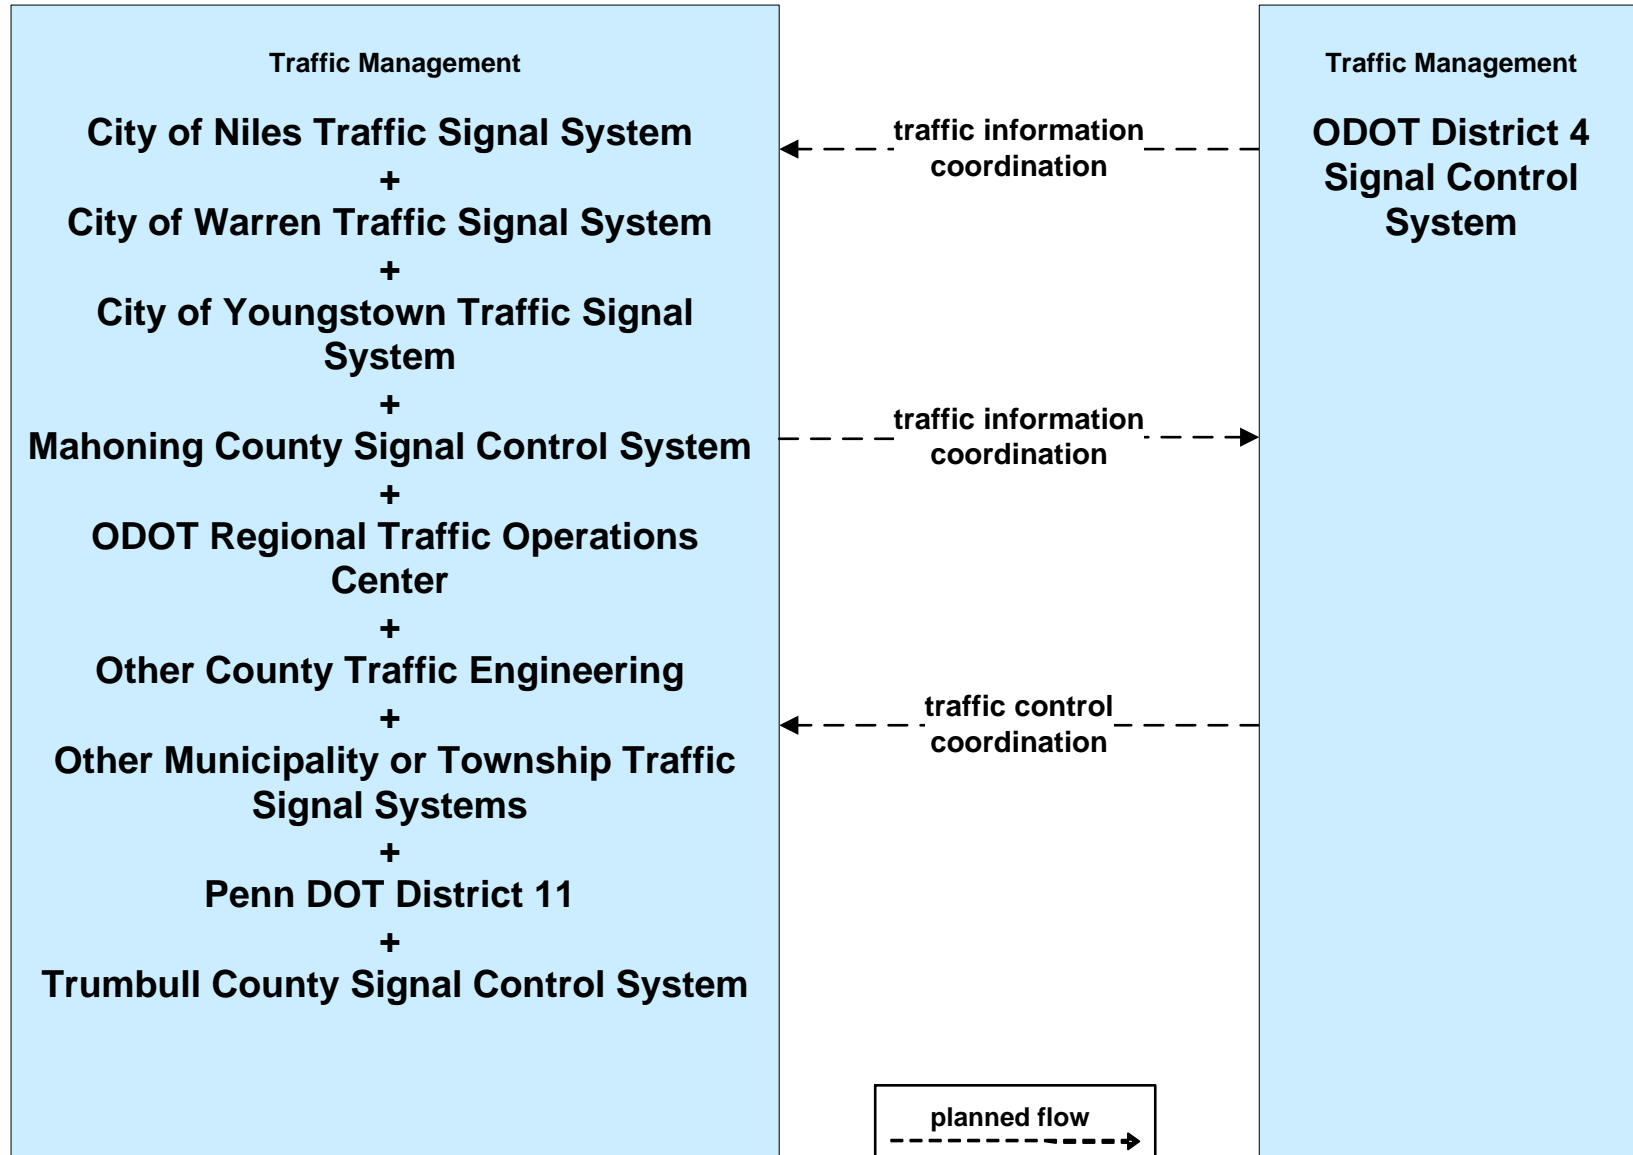 Traffic Management
City of Niles Traffic Signal System
+
City of Warren Traffic Signal System
+
City of Youngstown Traffic Signal
System
+
Mahoning County Signal Control System
+
ODOT Regional Traffic Operations
Center
+
Other County Traffic Engineering
+
Other Municipality or Township Traffic
Signal Systems
+
Penn DOT District 11
+
Trumbull County Signal Control System
traffic information
coordination
traffic information
coordination
traffic control
coordination
planned flow
Traffic Management
ODOT District 4
Signal Control
System